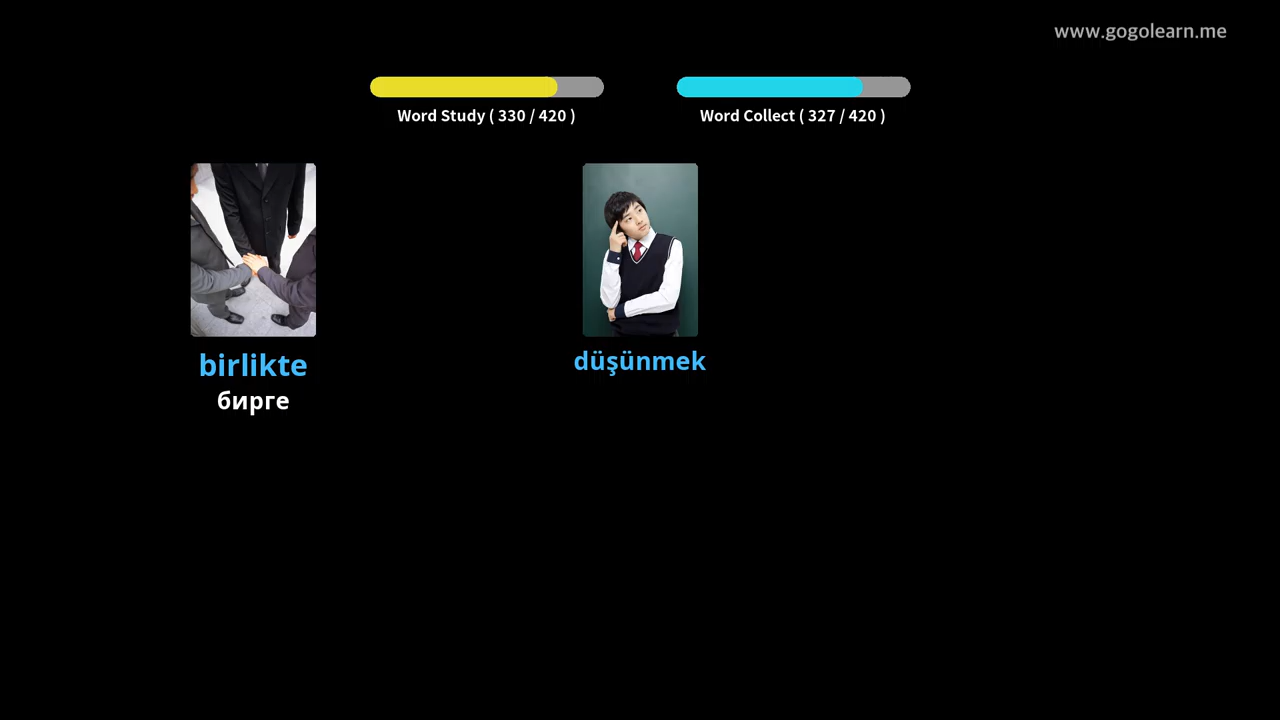 www.gogolearn.me
Word Study ( 330 / 420 )
Word Collect ( 327 / 420 )
birlikte
бирге
düşünmek